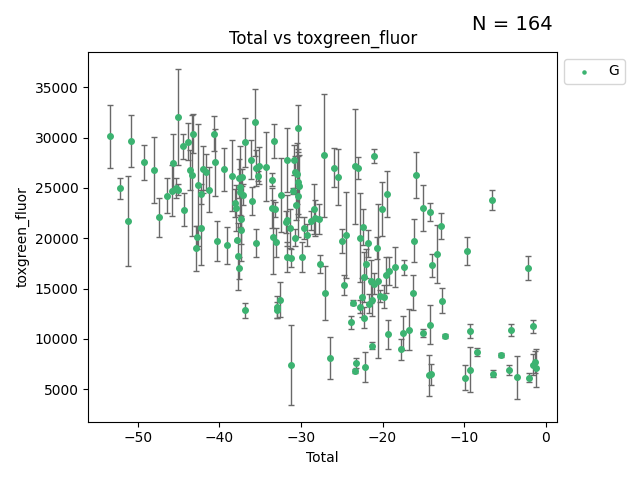 N = 164
Total vs toxgreen_fluor
G
toxgreen_fluor
35000
30000
25000
20000
15000
10000
5000
−50 −40 −30 −20 −10 0
Total